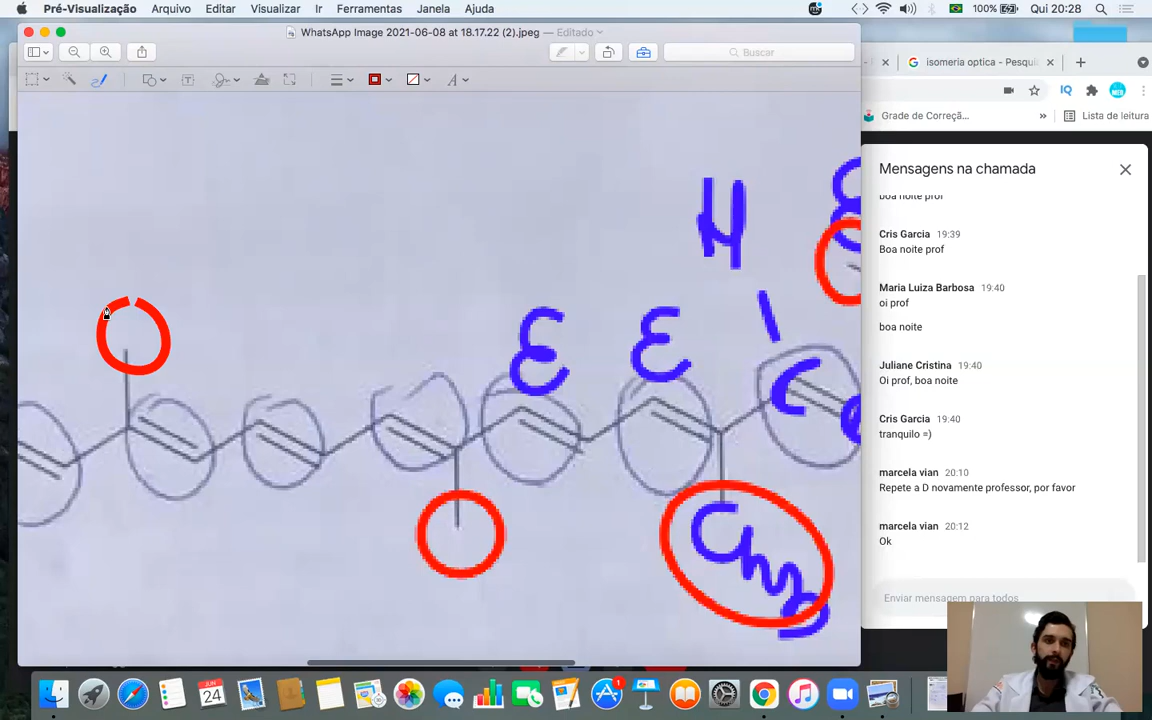 Pré-Visualização Arquivo Editar Visualizar Ir Ferramentas Janela Ajuda
100% Qui 20:28
WhatsApp Image 2021-06-08 at 18.17.22 (2).jpeg — Editado
Buscar
isomeria optica - Pesqui
Grade de Correçã...
Lista de leitura
Mensagens na chamada
boa noite prof
Cris Garcia 19:39
Boa noite prof
Maria Luiza Barbosa 19:40
oi prof
boa noite
Juliane Cristina 19:40
Oi prof, boa noite
Cris Garcia 19:40
tranquilo =)
marcela vian 20:10
Repete a D novamente professor, por favor
marcela vian 20:12
Ok
Enviar mensagem para todos
H
E E
C
CH3
JUN
24
1